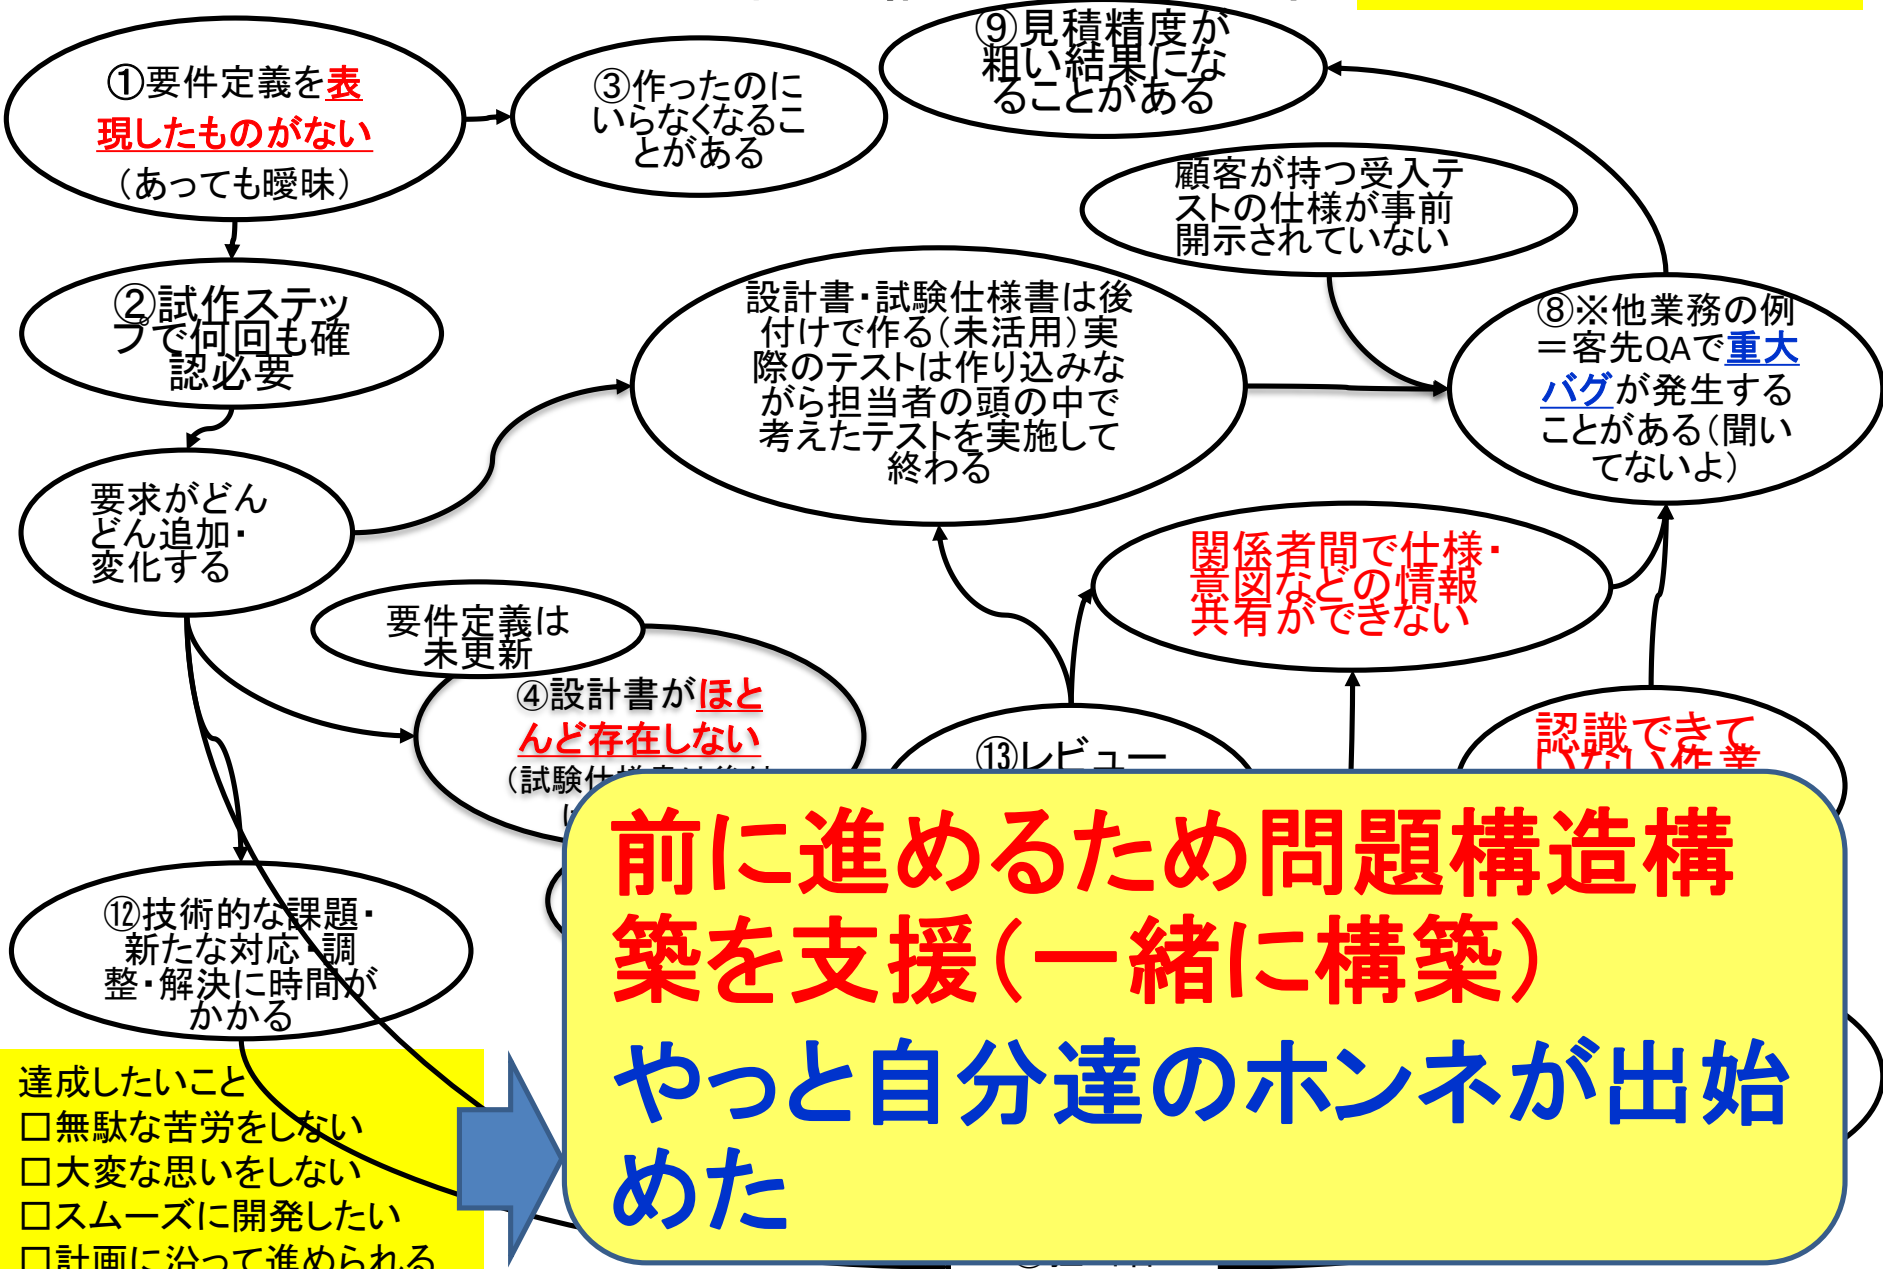 ①要件定義を表
現したものがない
（あっても曖昧）
③作ったのに
いらなくなるこ
とがある
⑨見積精度が
粗い結果にな
ることがある
顧客が持つ受入テ
ストの仕様が事前
開示されていない
②試作ステッ
プで何回も確
認必要
設計書・試験仕様書は後
付けで作る（未活用）実
際のテストは作り込みな
がら担当者の頭の中で
考えたテストを実施して
終わる
⑧※他業務の例
＝客先QAで重大
バグが発生する
ことがある（聞い
てないよ）
要求がどん
どん追加・
変化する
関係者間で仕様・
意図などの情報
共有ができない
要件定義は
未更新
④設計書がほと
んど存在しない
（試験仕
⑬レビュー
認識できて
いない作業
⑫技術的な課題・
新たな対応・調
整・解決に時間が
かかる
前に進めるため問題構造構
築を支援（一緒に構築）
やっと自分達のホンネが出始
めた
達成したいこと
□無駄な苦労をしない
□大変な思いをしない
□スムーズに開発したい
□計画に沿って進められる